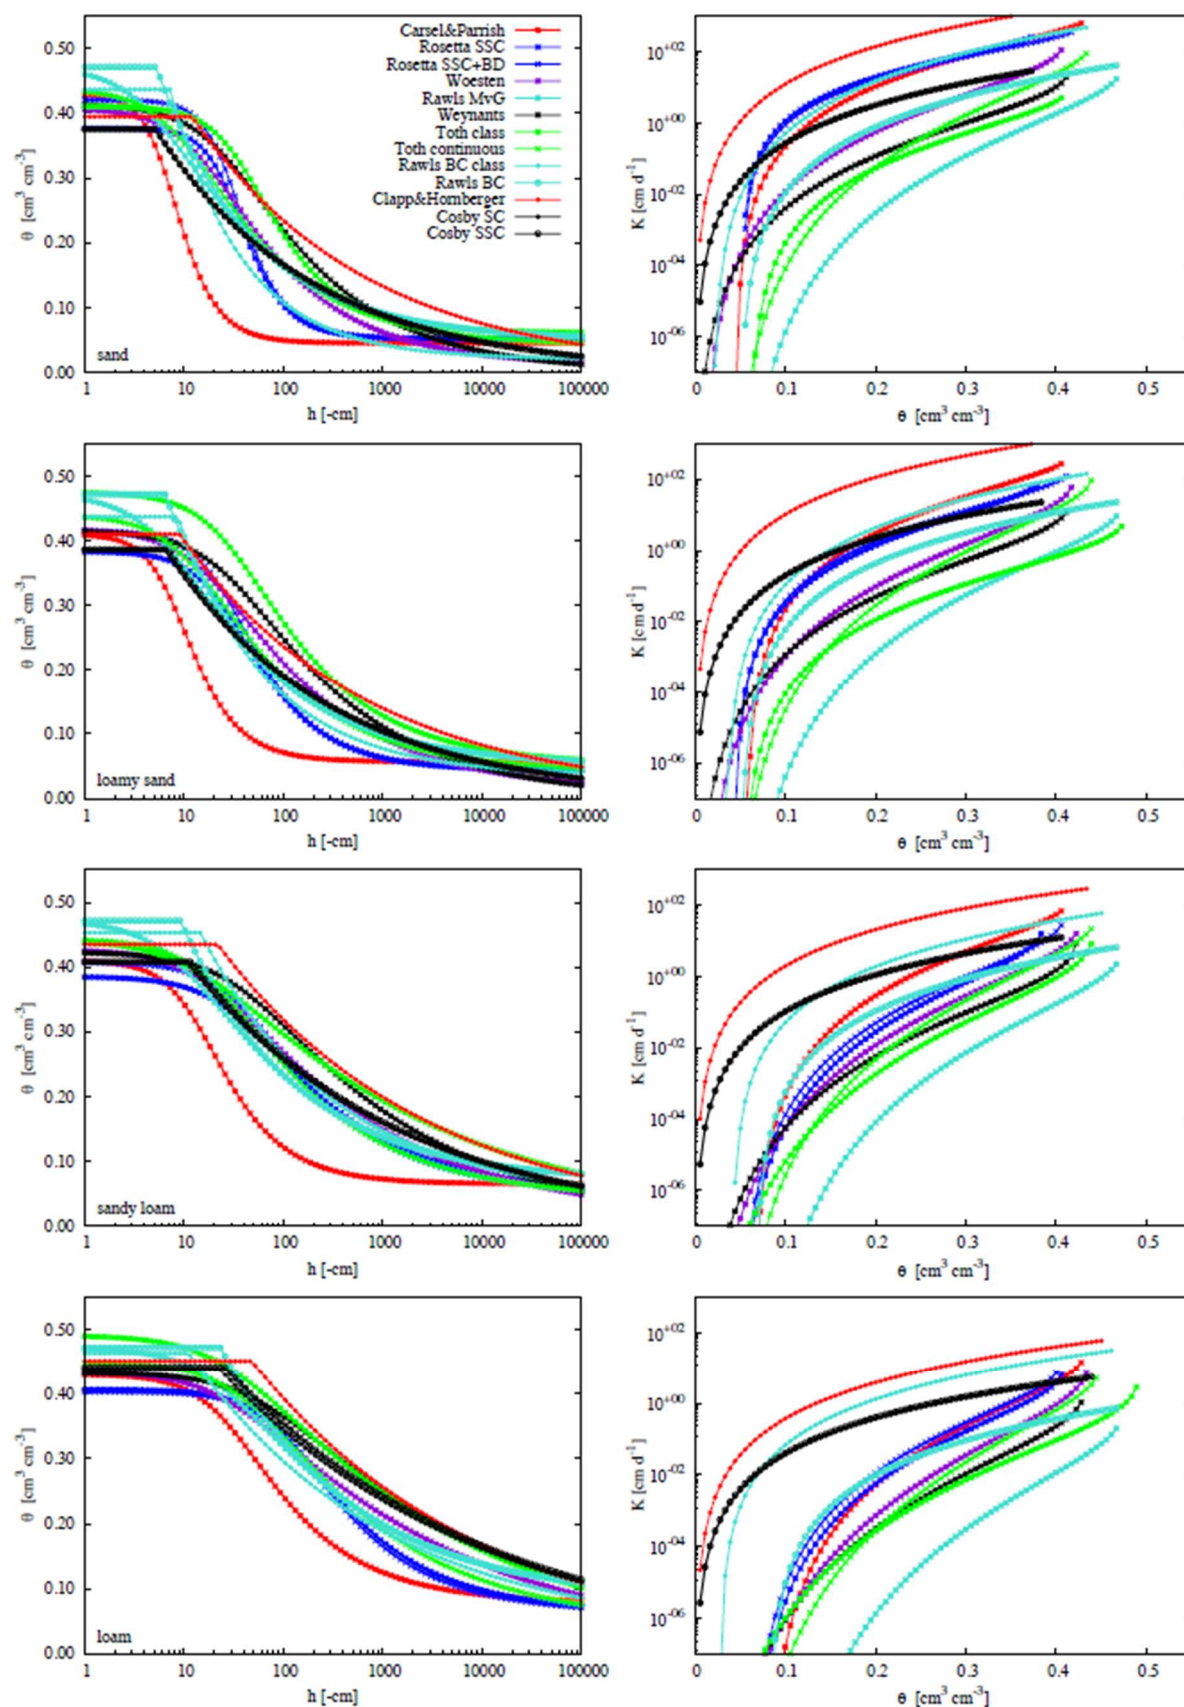 0.50
0.40
0.30
0.20
0.10
0.00
θ [cm³ cm⁻³]
Carsel&Parrish
Rosetta SSC
Rosetta SSC+BD
Woesten
Rawls MvG
Weynants
Toth class
Toth continuous
Rawls BC class
Rawls BC
Clapp&Hornberger
Cosby SC
Cosby SSC
sand
1 10 100 1000 10000 100000
h [-cm]
10⁺⁰²
10⁺⁰⁰
10⁻⁰²
10⁻⁰⁴
10⁻⁰⁶
K [cm d⁻¹]
0 0.1 0.2 0.3 0.4 0.5
θ [cm³ cm⁻³]
0.50
0.40
0.30
0.20
0.10
0.00
θ [cm³ cm⁻³]
loamy sand
1 10 100 1000 10000 100000
h [-cm]
10⁺⁰²
10⁺⁰⁰
10⁻⁰²
10⁻⁰⁴
10⁻⁰⁶
K [cm d⁻¹]
0 0.1 0.2 0.3 0.4 0.5
θ [cm³ cm⁻³]
0.50
0.40
0.30
0.20
0.10
0.00
θ [cm³ cm⁻³]
sandy loam
1 10 100 1000 10000 100000
h [-cm]
10⁺⁰²
10⁺⁰⁰
10⁻⁰²
10⁻⁰⁴
10⁻⁰⁶
K [cm d⁻¹]
0 0.1 0.2 0.3 0.4 0.5
θ [cm³ cm⁻³]
0.50
0.40
0.30
0.20
0.10
0.00
θ [cm³ cm⁻³]
loam
1 10 100 1000 10000 100000
h [-cm]
10⁺⁰²
10⁺⁰⁰
10⁻⁰²
10⁻⁰⁴
10⁻⁰⁶
K [cm d⁻¹]
0 0.1 0.2 0.3 0.4 0.5
θ [cm³ cm⁻³]